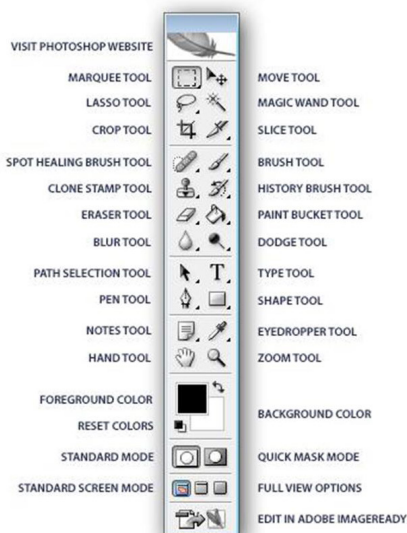 VISIT PHOTOSHOP WEBSITE
MARQUEE TOOL MOVE TOOL
LASSO TOOL MAGIC WAND TOOL
CROP TOOL SLICE TOOL
SPOT HEALING BRUSH TOOL BRUSH TOOL
CLONE STAMP TOOL HISTORY BRUSH TOOL
ERASER TOOL PAINT BUCKET TOOL
BLUR TOOL DODGE TOOL
PATH SELECTION TOOL T TYPE TOOL
PEN TOOL SHAPE TOOL
NOTES TOOL EYEDROPPER TOOL
HAND TOOL ZOOM TOOL
FOREGROUND COLOR
BACKGROUND COLOR
RESET COLORS
STANDARD MODE QUICK MASK MODE
STANDARD SCREEN MODE FULL VIEW OPTIONS
EDIT IN ADOBE IMAGEREADY